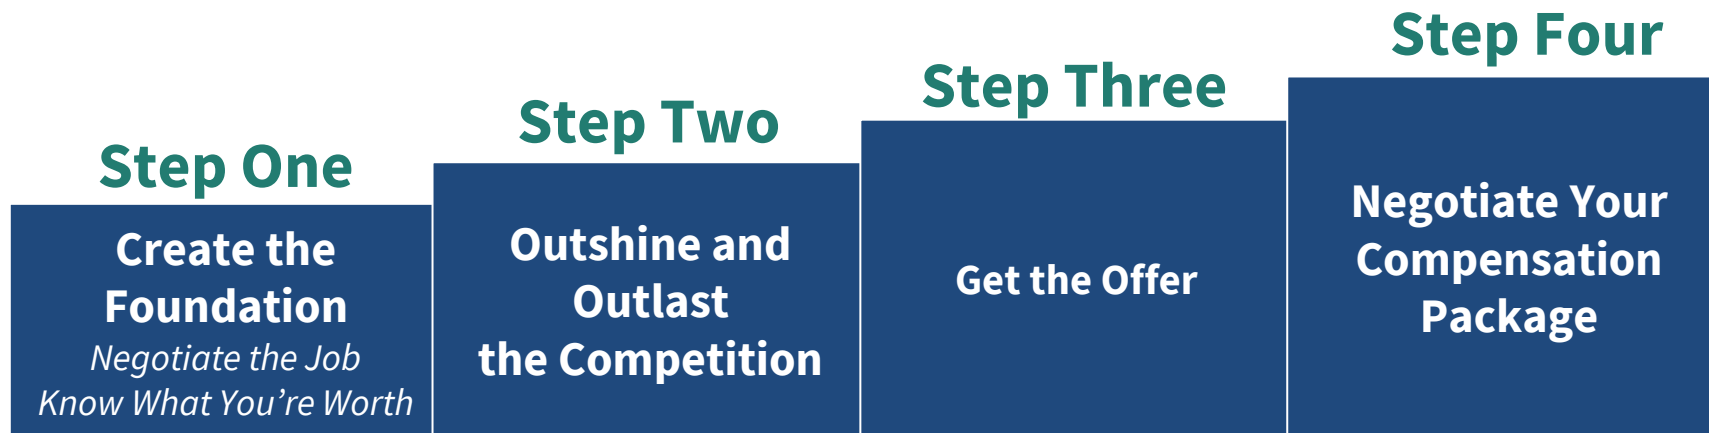 Step One
Create the
Foundation
Negotiate the Job
Know What You’re Worth
Step Two
Outshine and
Outlast
the Competition
Step Three
Get the Offer
Step Four
Negotiate Your
Compensation
Package